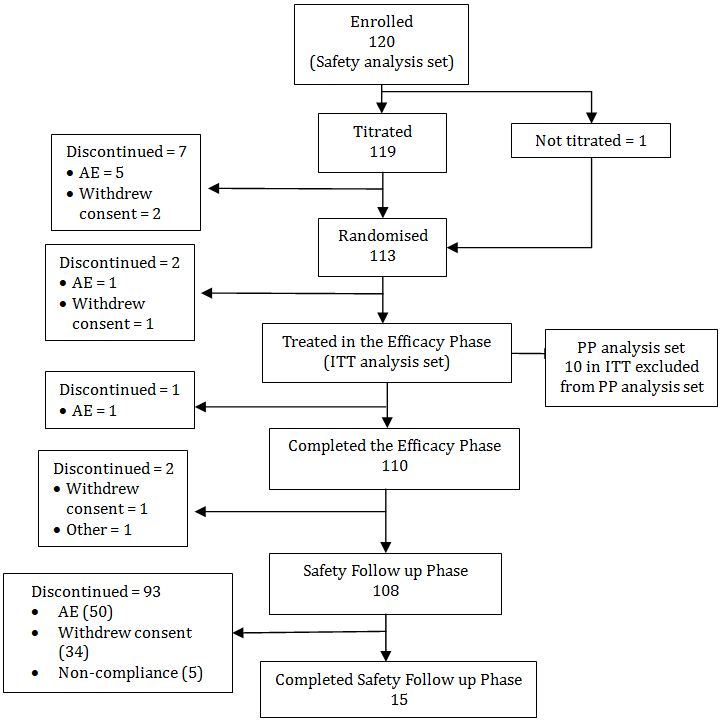 Enrolled
120
(Safety analysis set)
Titrated
119
Not titrated = 1
Discontinued = 7
• AE = 5
• Withdrew
consent = 2
Randomised
113
Discontinued = 2
• AE = 1
• Withdrew
consent = 1
Treated in the Efficacy Phase
(ITT analysis set)
PP analysis set
10 in ITT excluded
from PP analysis set
Discontinued = 1
• AE = 1
Completed the Efficacy Phase
110
Discontinued = 2
• Withdrew
consent = 1
• Other = 1
Safety Follow up Phase
108
Discontinued = 93
• AE (50)
• Withdrew consent
(34)
• Non-compliance (5)
Completed Safety Follow up Phase
15